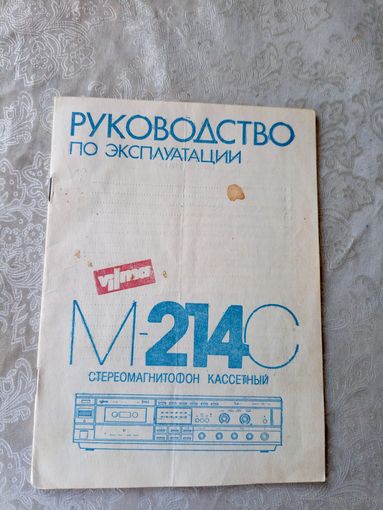 РУКОВОДСТВО
ПО ЭКСПЛУАТАЦИИ
vilma
М-214С
СТЕРЕОМАГНИТОФОН КАССЕТНЫЙ